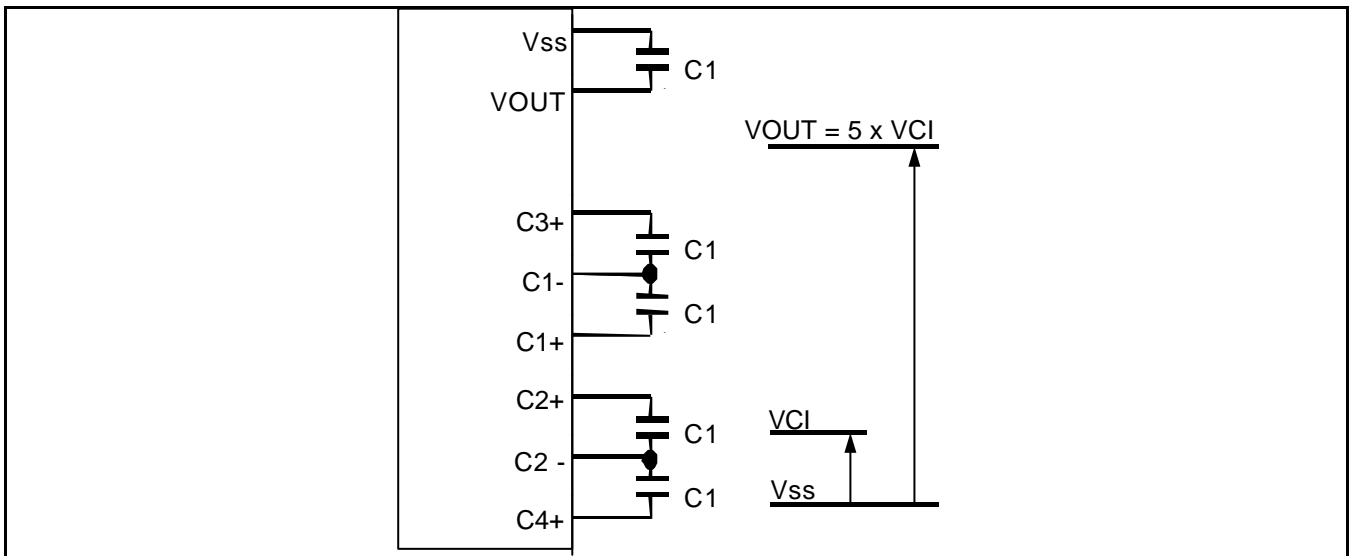 Vss
C1
VOUT
VOUT = 5 x VCI
C3+
C1
C1-
C1
C1+
C2+
C1
VCI
C2 -
C1
Vss
C4+